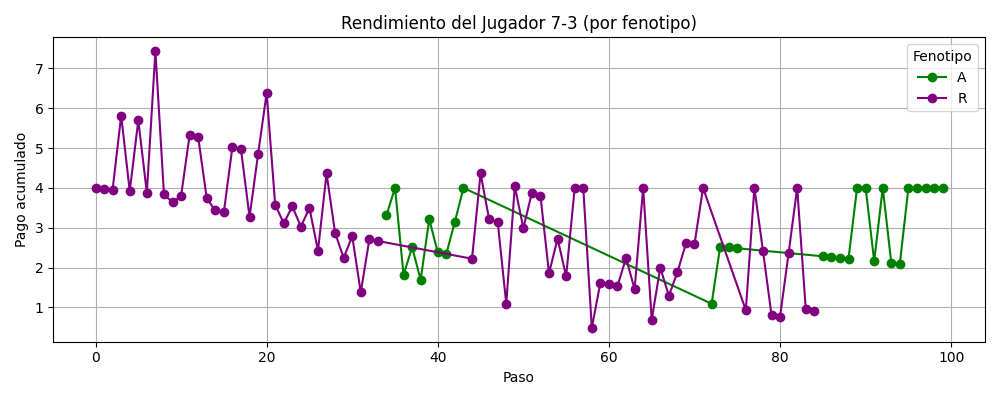 Rendimiento del Jugador 7-3 (por fenotipo)
Pago acumulado
7
6
5
4
3
2
1
0
20
40
60
80
100
Paso
Fenotipo
A
R